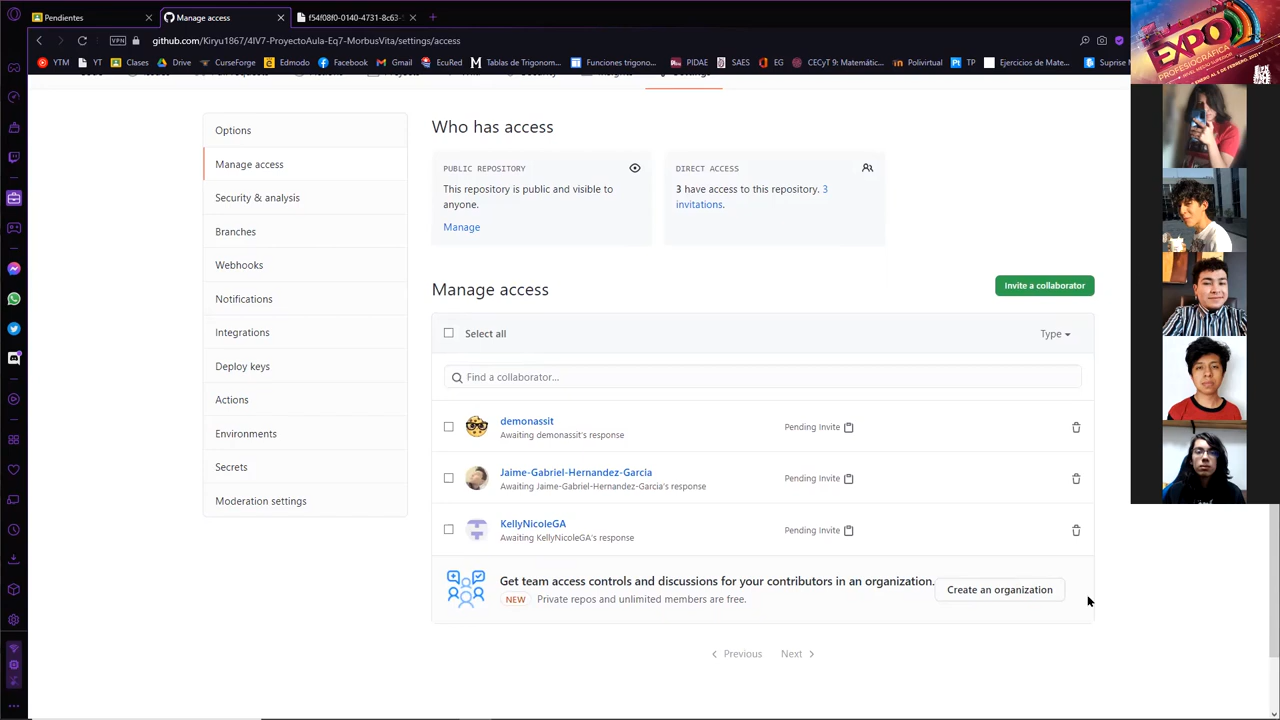 Pendientes
Manage access
f54f08f0-0140-4731-8c63-
VPN
github.com/Kiryu1867/4IV7-ProyectoAula-Eq7-MorbusVita/settings/access
YTM YT Clases Drive CurseForge Edmodo Facebook Gmail EcuRed Tablas de Trigonom... Funciones trigono... PIDAE SAES EG CECyT 9: Matemátic... Polivirtual TP Ejercicios de Mate... Suprise M
EXPO
PROFESIOGRÁFICA
Options
Manage access
Security & analysis
Branches
Webhooks
Notifications
Integrations
Deploy keys
Actions
Environments
Secrets
Moderation settings
Who has access
PUBLIC REPOSITORY
This repository is public and visible to
anyone.
Manage
DIRECT ACCESS
3 have access to this repository. 3
invitations.
Manage access
Invite a collaborator
Select all
Type
Find a collaborator...
demonassit
Awaiting demonassit's response
Pending Invite
Jaime-Gabriel-Hernandez-Garcia
Awaiting Jaime-Gabriel-Hernandez-Garcia's response
Pending Invite
KellyNicoleGA
Awaiting KellyNicoleGA's response
Pending Invite
Get team access controls and discussions for your contributors in an organization.
NEW Private repos and unlimited members are free.
Create an organization
Previous Next